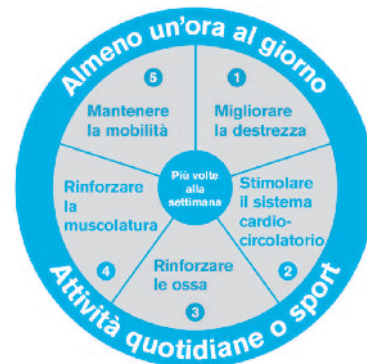 Almeno un'ora al giorno
5
Mantenere
la mobilità
1
Migliorare
la destrezza
Più volte
alla
settimana
Rinforzare
la
muscolatura
4
Stimolare
il sistema
cardio-
circolatorio
2
Rinforzare
le ossa
3
Attività quotidiane o sport